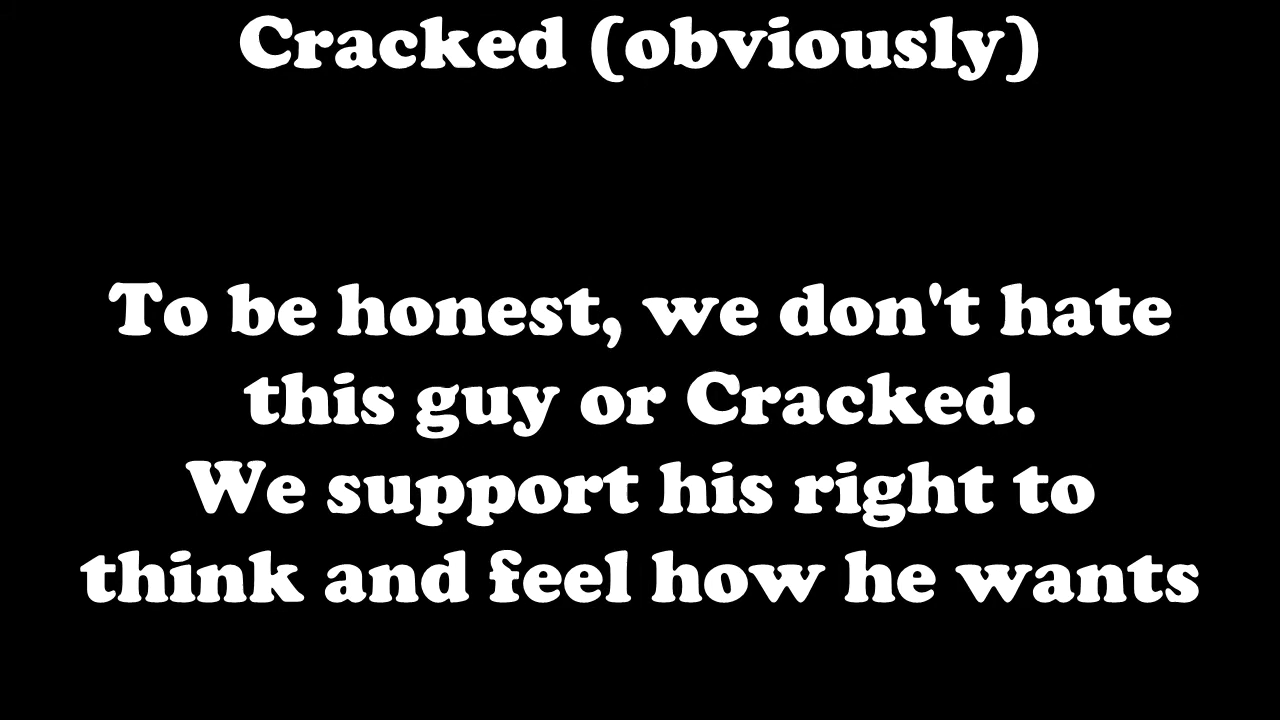 Cracked (obviously)
To be honest, we don't hate
this guy or Cracked.
We support his right to
think and feel how he wants